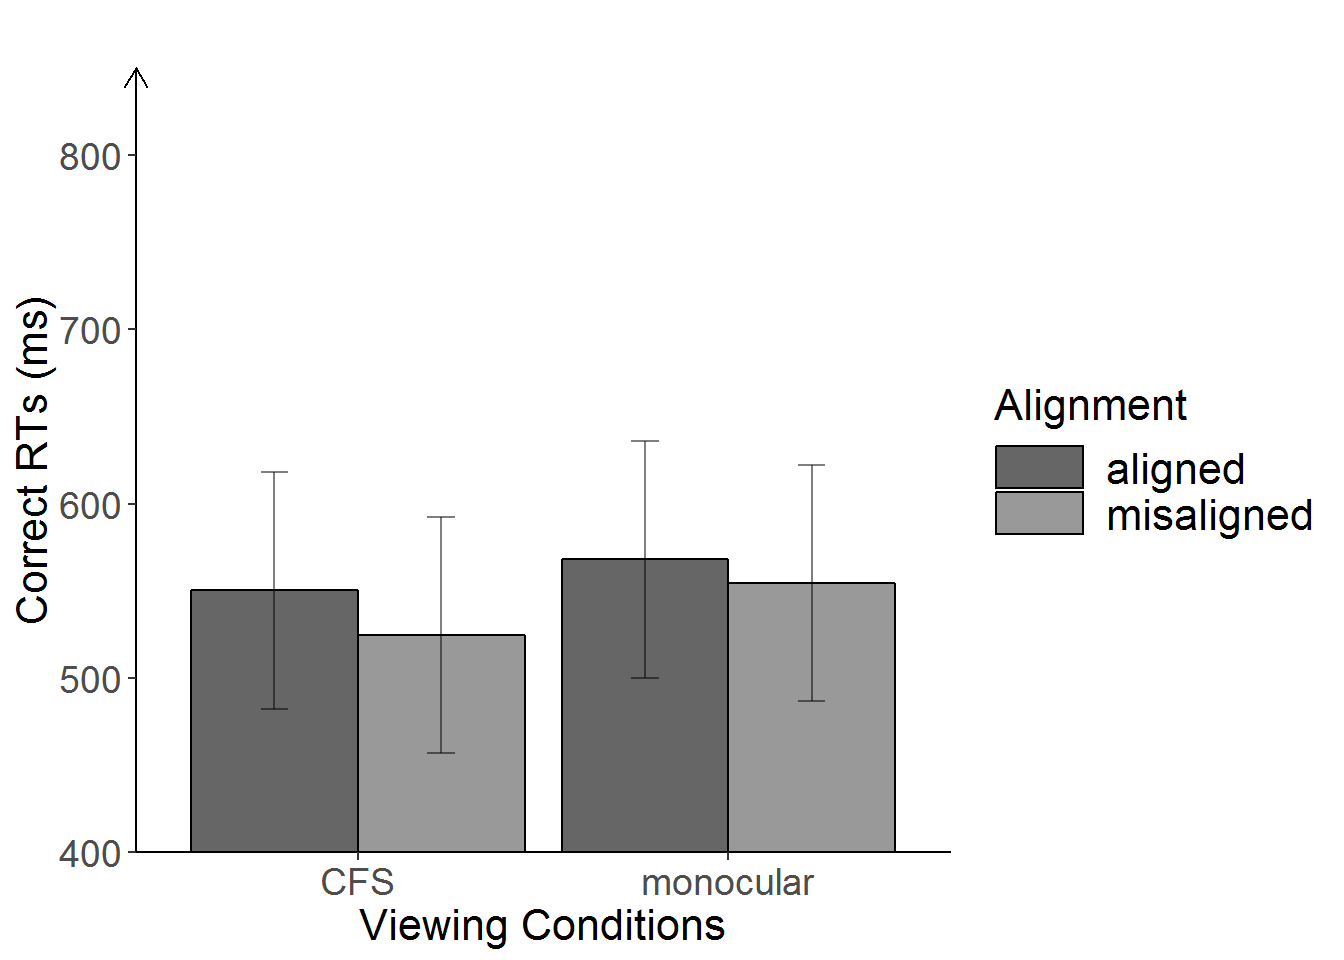 800
700
600
500
400
Correct RTs (ms)
CFS
monocular
Viewing Conditions
Alignment
aligned
misaligned